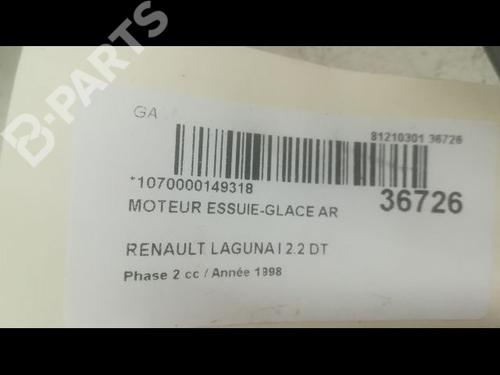 B-PARTS
GA
81210301 36726
*1070000149318
36726
MOTEUR ESSUIE-GLACE AR
RENAULT LAGUNA I 2.2 DT
Phase 2 cc / Année 1998